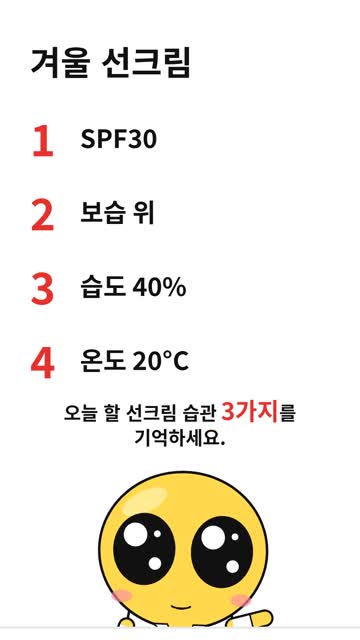 겨울 선크림
1 SPF30
2 보습 위
3 습도 40%
4 온도 20°C
오늘 할 선크림 습관 3가지를
기억하세요.